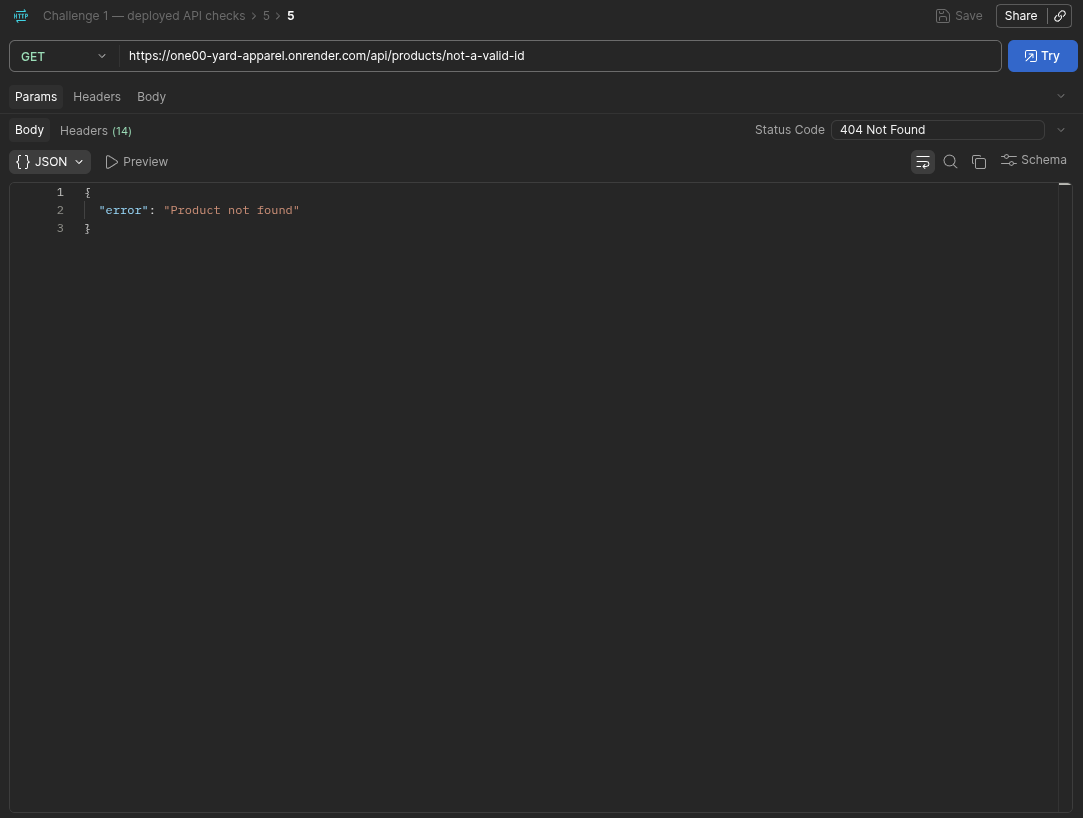 HTTP Challenge 1 — deployed API checks > 5 > 5 Save Share
GET https://one00-yard-apparel.onrender.com/api/products/not-a-valid-id Try
Params Headers Body
Body Headers (14) Status Code 404 Not Found
{ } JSON Preview Schema
1 {
2 "error": "Product not found"
3 }